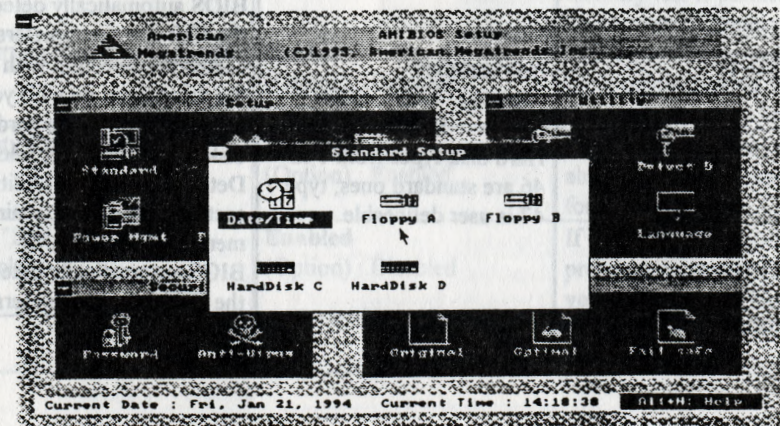 American
Megatrends
AMIBIOS Setup
(C)1993, American Megatrends Inc.
Setup
Utility
Standard
Detect D
Power Mgmt
Language
Standard Setup
Date/Time
Floppy A
Floppy B
HardDisk C
HardDisk D
Password
Anti-Virus
Original
Optimal
Fail safe
Current Date : Fri, Jan 21, 1994
Current Time : 14:18:38
Alt+H: Help